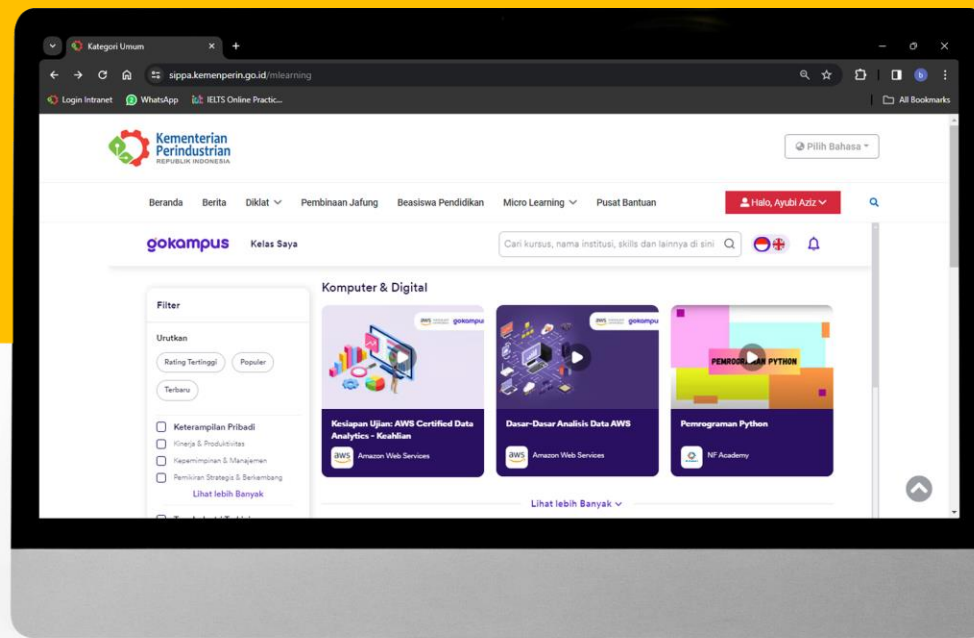 Kategori Umum
sippa.kemenperin.go.id/mlearning
b
Login Intranet
WhatsApp
IELTS Online Practic...
All Bookmarks
Kementerian
Perindustrian
REPUBLIK INDONESIA
Pilih Bahasa
Beranda
Berita
Diklat
Pembinaan Jafung
Beasiswa Pendidikan
Micro Learning
Pusat Bantuan
Halo, Ayubi Aziz
gokampus
Kelas Saya
Cari kursus, nama institusi, skills dan lainnya di sini
Filter
Urutkan
Rating Tertinggi
Populer
Terbaru
Keterampilan Pribadi
Kinerja & Produktivitas
Kepemimpinan & Manajemen
Pemikiran Strategis & Berkembang
Lihat lebih Banyak
Komputer & Digital
aws
gokampu
Kesiapan Ujian: AWS Certified Data
Analytics - Keahlian
aws
Amazon Web Services
aws
gokampu
Dasar-Dasar Analisis Data AWS
aws
Amazon Web Services
PYTHON
Pemrograman Python
NF Academy
Lihat lebih Banyak